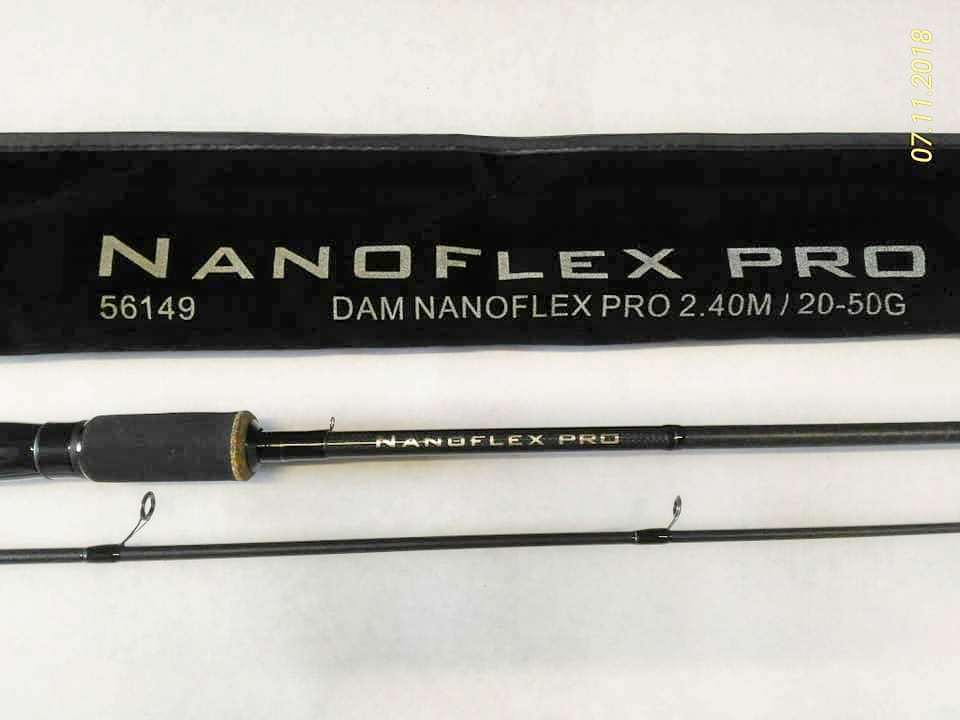 07.11.2018
NANOFLEX PRO
56149 DAM NANOFLEX PRO 2.40M / 20-50G
NANOFLEX PRO